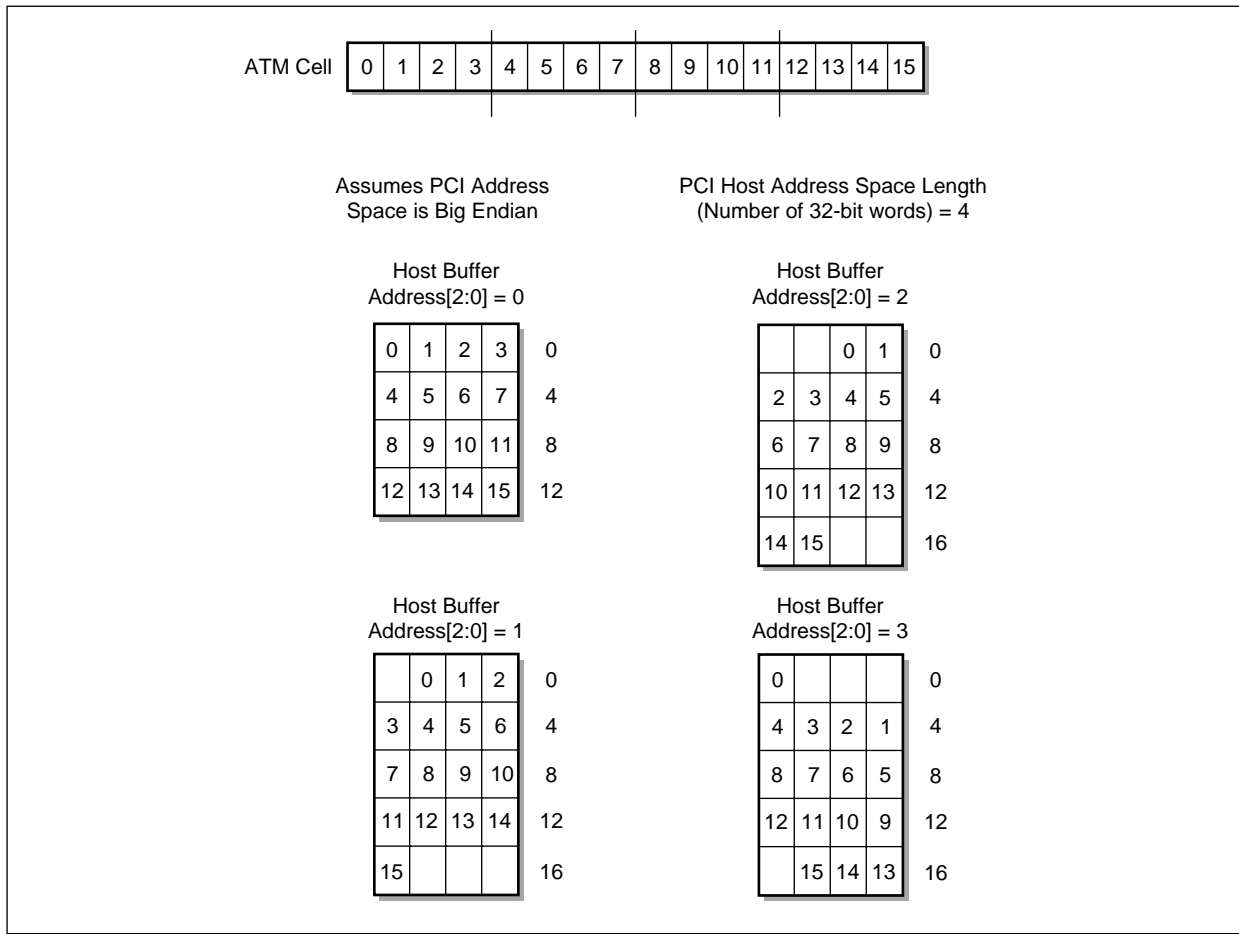 ATM Cell 0 1 2 3 4 5 6 7 8 9 10 11 12 13 14 15
Assumes PCI Address
Space is Big Endian
PCI Host Address Space Length
(Number of 32-bit words) = 4
Host Buffer
Address[2:0] = 0
0 1 2 3 0
4 5 6 7 4
8 9 10 11 8
12 13 14 15 12
Host Buffer
Address[2:0] = 2
0 1 0
2 3 4 5 4
6 7 8 9 8
10 11 12 13 12
14 15 16
Host Buffer
Address[2:0] = 1
0 1 2 0
3 4 5 6 4
7 8 9 10 8
11 12 13 14 12
15 16
Host Buffer
Address[2:0] = 3
0 0
4 3 2 1 4
8 7 6 5 8
12 11 10 9 12
15 14 13 16